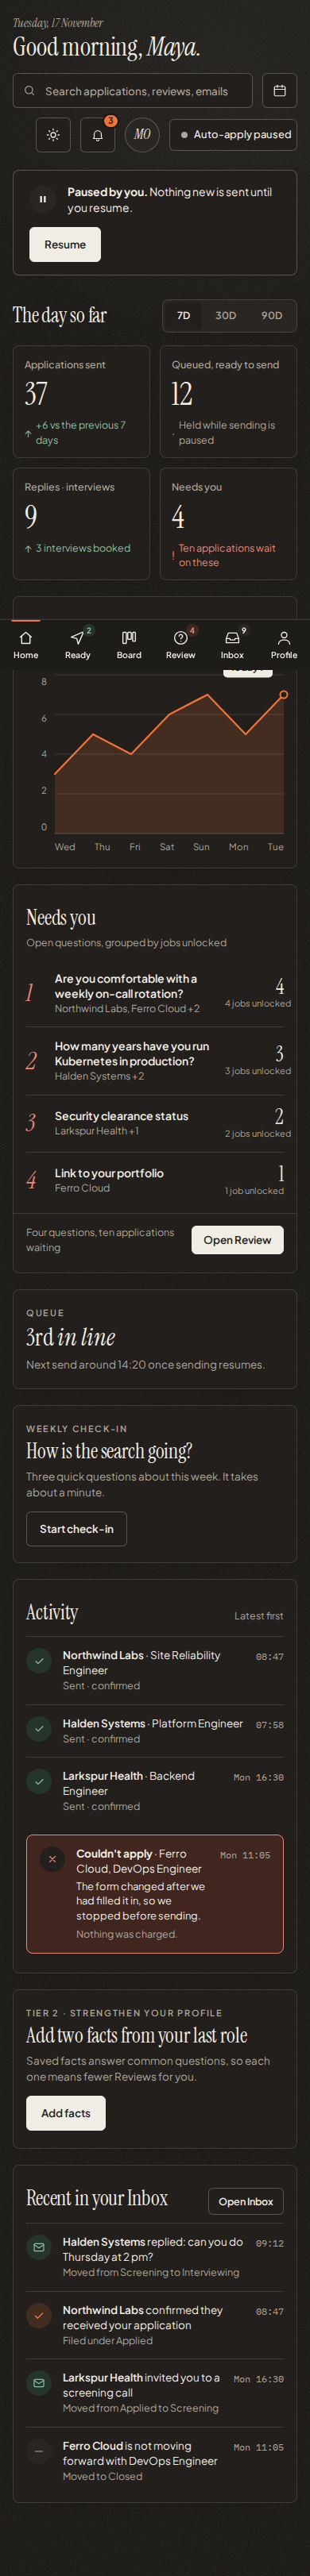 Tuesday, 17 November
Good morning, Maya.
Search applications, reviews, emails
3
MO
Auto-apply paused
Paused by you. Nothing new is sent until
you resume.
Resume
The day so far
7D 30D 90D
Applications sent
37
↑ +6 vs the previous 7
days
Queued, ready to send
12
· Held while sending is
paused
Replies · interviews
9
↑ 3 interviews booked
Needs you
4
! Ten applications wait
on these
2 4 9
Home Ready Board Review Inbox Profile
8
6
4
2
0
Wed Thu Fri Sat Sun Mon Tue
Needs you
Open questions, grouped by jobs unlocked
1
Are you comfortable with a
weekly on-call rotation?
Northwind Labs, Ferro Cloud +2
4
4 jobs unlocked
2
How many years have you run
Kubernetes in production?
Halden Systems +2
3
3 jobs unlocked
3
Security clearance status
Larkspur Health +1
2
2 jobs unlocked
4
Link to your portfolio
Ferro Cloud
1
1 job unlocked
Four questions, ten applications
waiting
Open Review
QUEUE
3rd in line
Next send around 14:20 once sending resumes.
WEEKLY CHECK-IN
How is the search going?
Three quick questions about this week. It takes
about a minute.
Start check-in
Activity
Latest first
Northwind Labs · Site Reliability
Engineer
Sent · confirmed
08:47
Halden Systems · Platform Engineer
Sent · confirmed
07:58
Larkspur Health · Backend
Engineer
Sent · confirmed
Mon 16:30
Couldn't apply · Ferro
Cloud, DevOps Engineer
Mon 11:05
The form changed after we
had filled it in, so we
stopped before sending.
Nothing was charged.
TIER 2 · STRENGTHEN YOUR PROFILE
Add two facts from your last role
Saved facts answer common questions, so each
one means fewer Reviews for you.
Add facts
Recent in your Inbox
Open Inbox
Halden Systems replied: can you do
Thursday at 2 pm?
Moved from Screening to Interviewing
09:12
Northwind Labs confirmed they
received your application
Filed under Applied
08:47
Larkspur Health invited you to a
screening call
Moved from Applied to Screening
Mon 16:30
Ferro Cloud is not moving
forward with DevOps Engineer
Moved to Closed
Mon 11:05